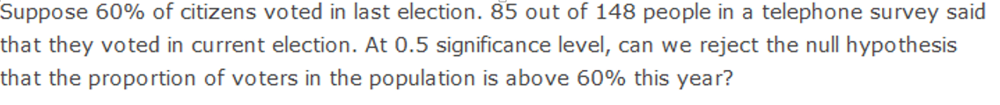 Suppose 60% of citizens voted in last election. 85 out of 148 people in a telephone survey said
that they voted in current election. At 0.5 significance level, can we reject the null hypothesis
that the proportion of voters in the population is above 60% this year?